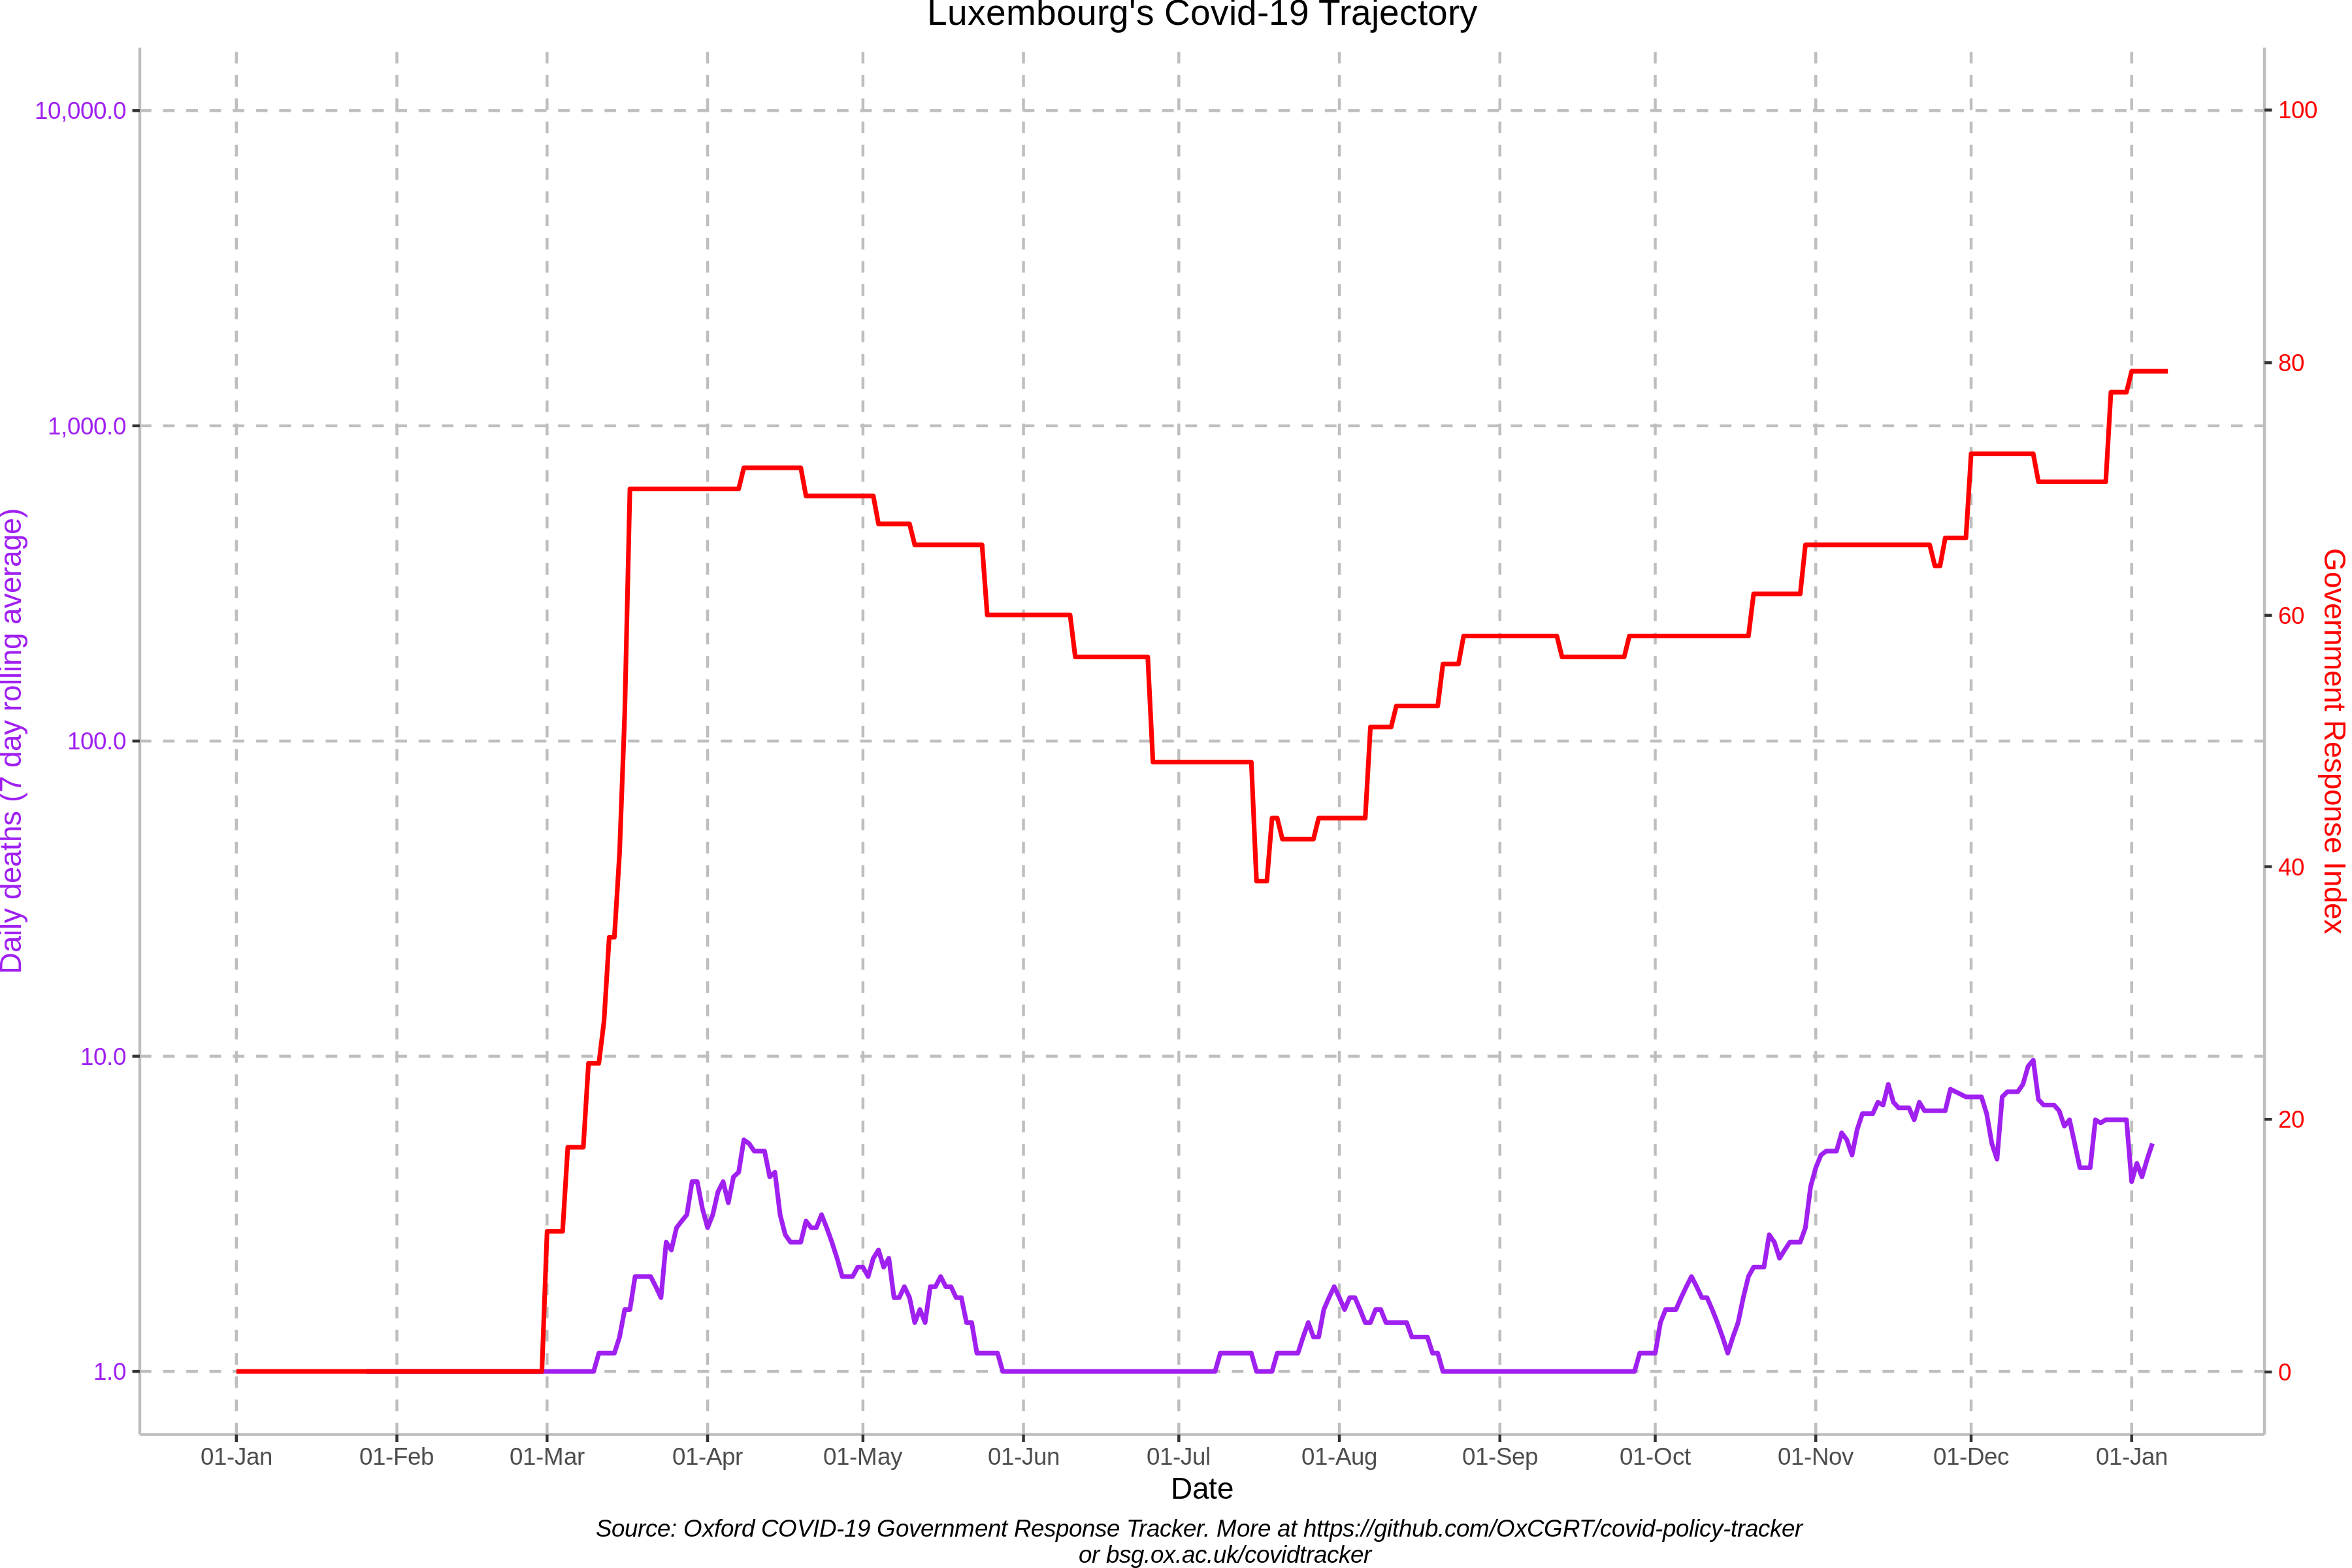 Luxembourg's Covid-19 Trajectory
10,000.0
1,000.0
100.0
10.0
1.0
Daily deaths (7 day rolling average)
100
80
60
40
20
0
Government Response Index
01-Jan 01-Feb 01-Mar 01-Apr 01-May 01-Jun 01-Jul 01-Aug 01-Sep 01-Oct 01-Nov 01-Dec 01-Jan
Date
Source: Oxford COVID-19 Government Response Tracker. More at https://github.com/OxCGRT/covid-policy-tracker
or bsg.ox.ac.uk/covidtracker